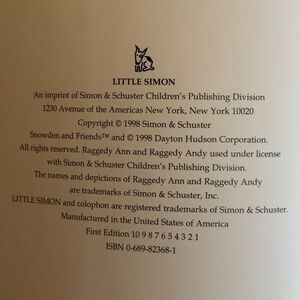 LITTLE SIMON
An imprint of Simon & Schuster Children's Publishing Division
1230 Avenue of the Americas New York, New York 10020
Copyright © 1998 Simon & Schuster
Snowden and Friends™ and © 1998 Dayton Hudson Corporation.
All rights reserved. Raggedy Ann and Raggedy Andy used under license
with Simon & Schuster Children's Publishing Division.
The names and depictions of Raggedy Ann and Raggedy Andy
are trademarks of Simon & Schuster, Inc.
LITTLE SIMON and colophon are registered trademarks of Simon & Schuster.
Manufactured in the United States of America
First Edition 10 9 8 7 6 5 4 3 2 1
ISBN 0-689-82368-1